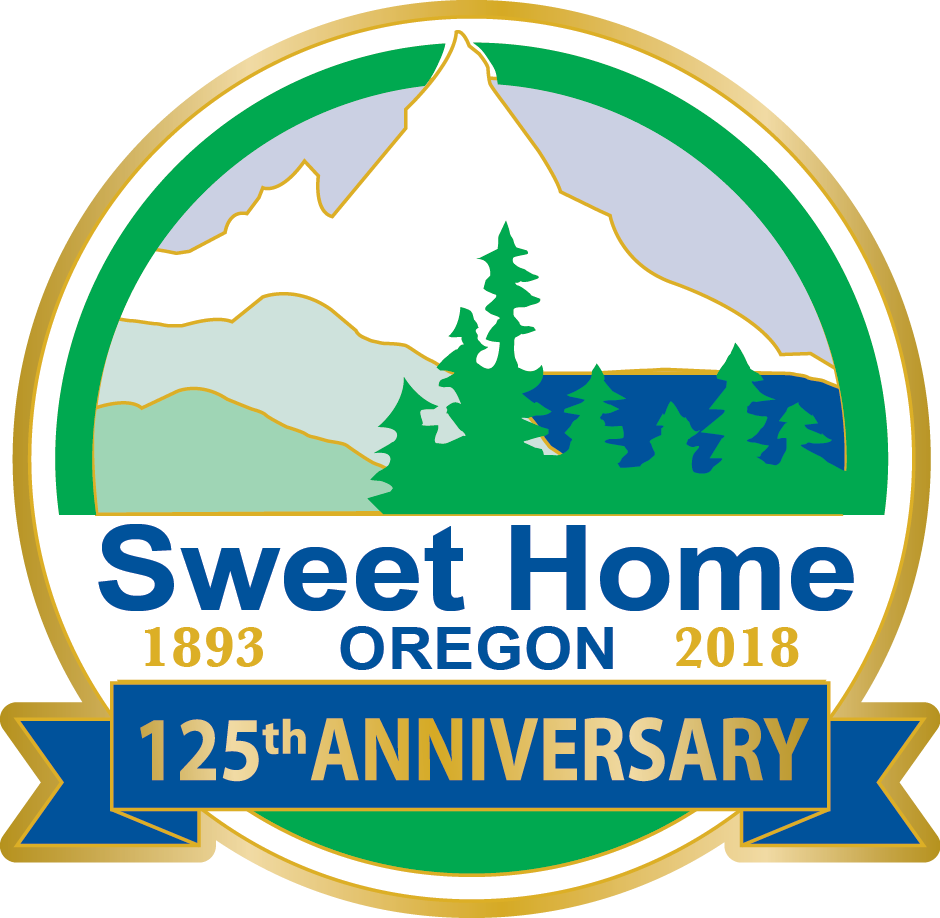 Sweet Home
1893 OREGON 2018
125th ANNIVERSARY